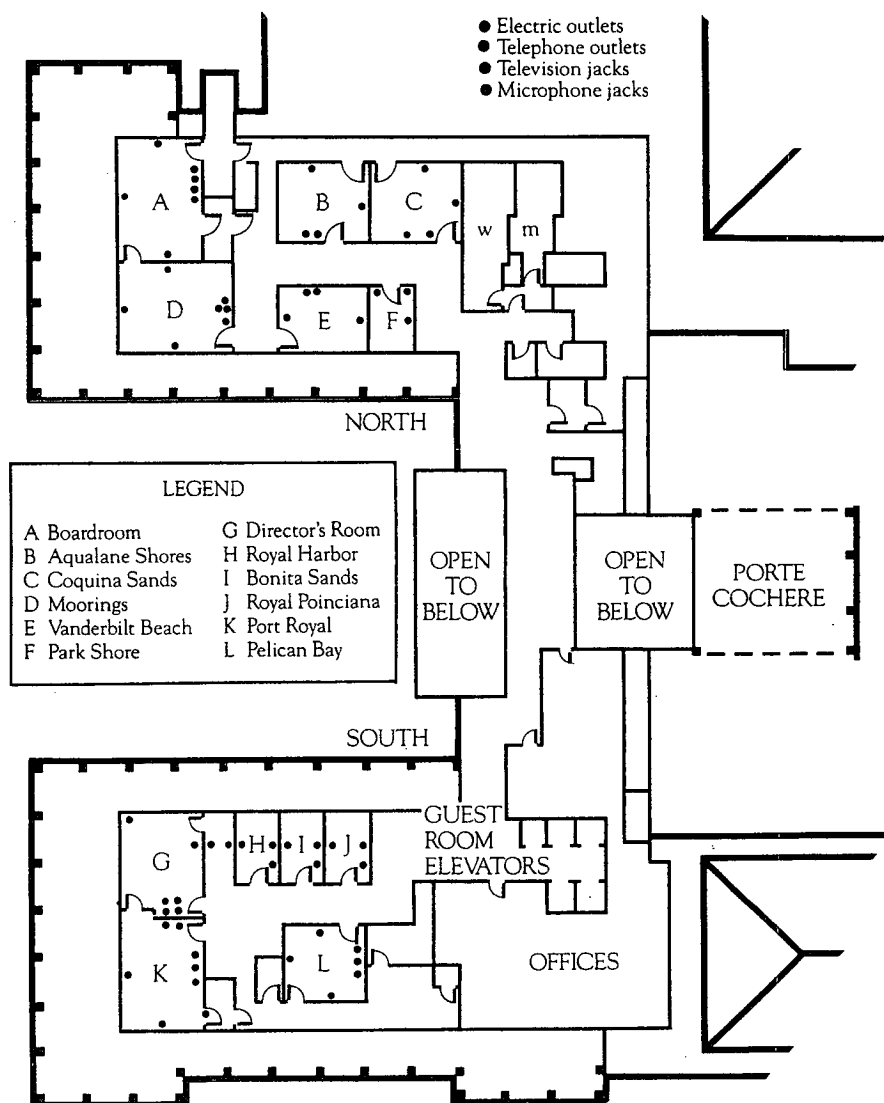 ● Electric outlets
● Telephone outlets
● Television jacks
● Microphone jacks
A
B
C
w
m
D
E
F
NORTH
LEGEND
A Boardroom
B Aqualane Shores
C Coquina Sands
D Moorings
E Vanderbilt Beach
F Park Shore
G Director's Room
H Royal Harbor
I Bonita Sands
J Royal Poinciana
K Port Royal
L Pelican Bay
OPEN
TO
BELOW
OPEN
TO
BELOW
PORTE
COCHERE
SOUTH
GUEST
ROOM
ELEVATORS
G
H
I
J
K
L
OFFICES